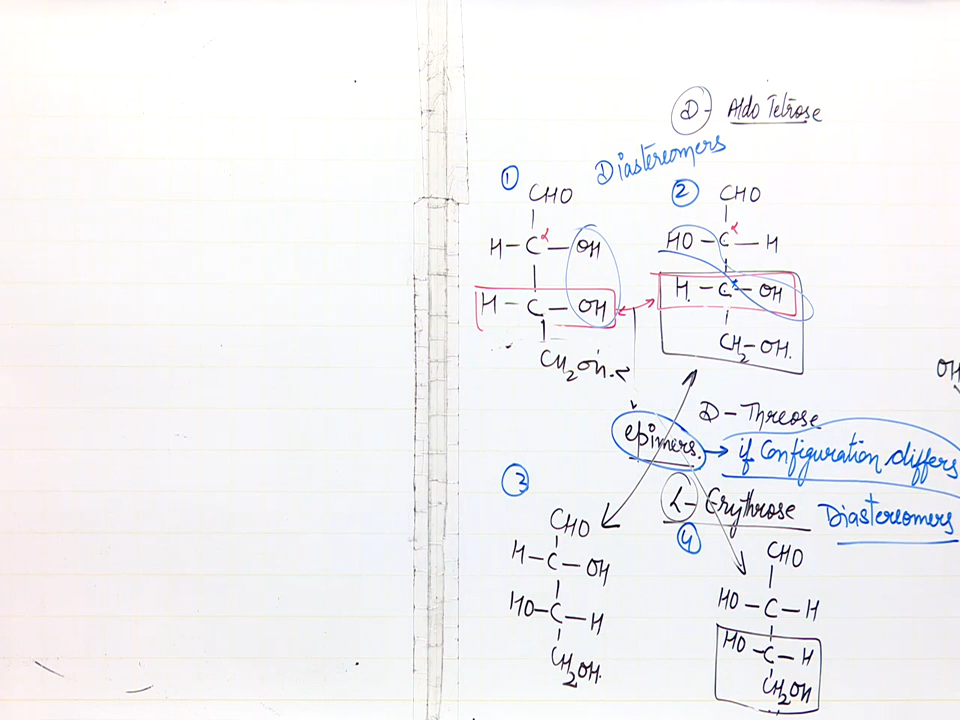 D- Aldo Tetrose
Diastereomers
1
CHO
H-C α-OH
H-C-OH
CH2OH
2
CHO
HO-C α-H
H-C*-OH
CH2-OH.
OH
D-Threose
epimers. → if Configuration differs
L- Erythrose Diastereomers
3
CHO
H-C-OH
HO-C-H
CH2OH.
4
CHO
HO-C-H
HO-C-H
CH2OH